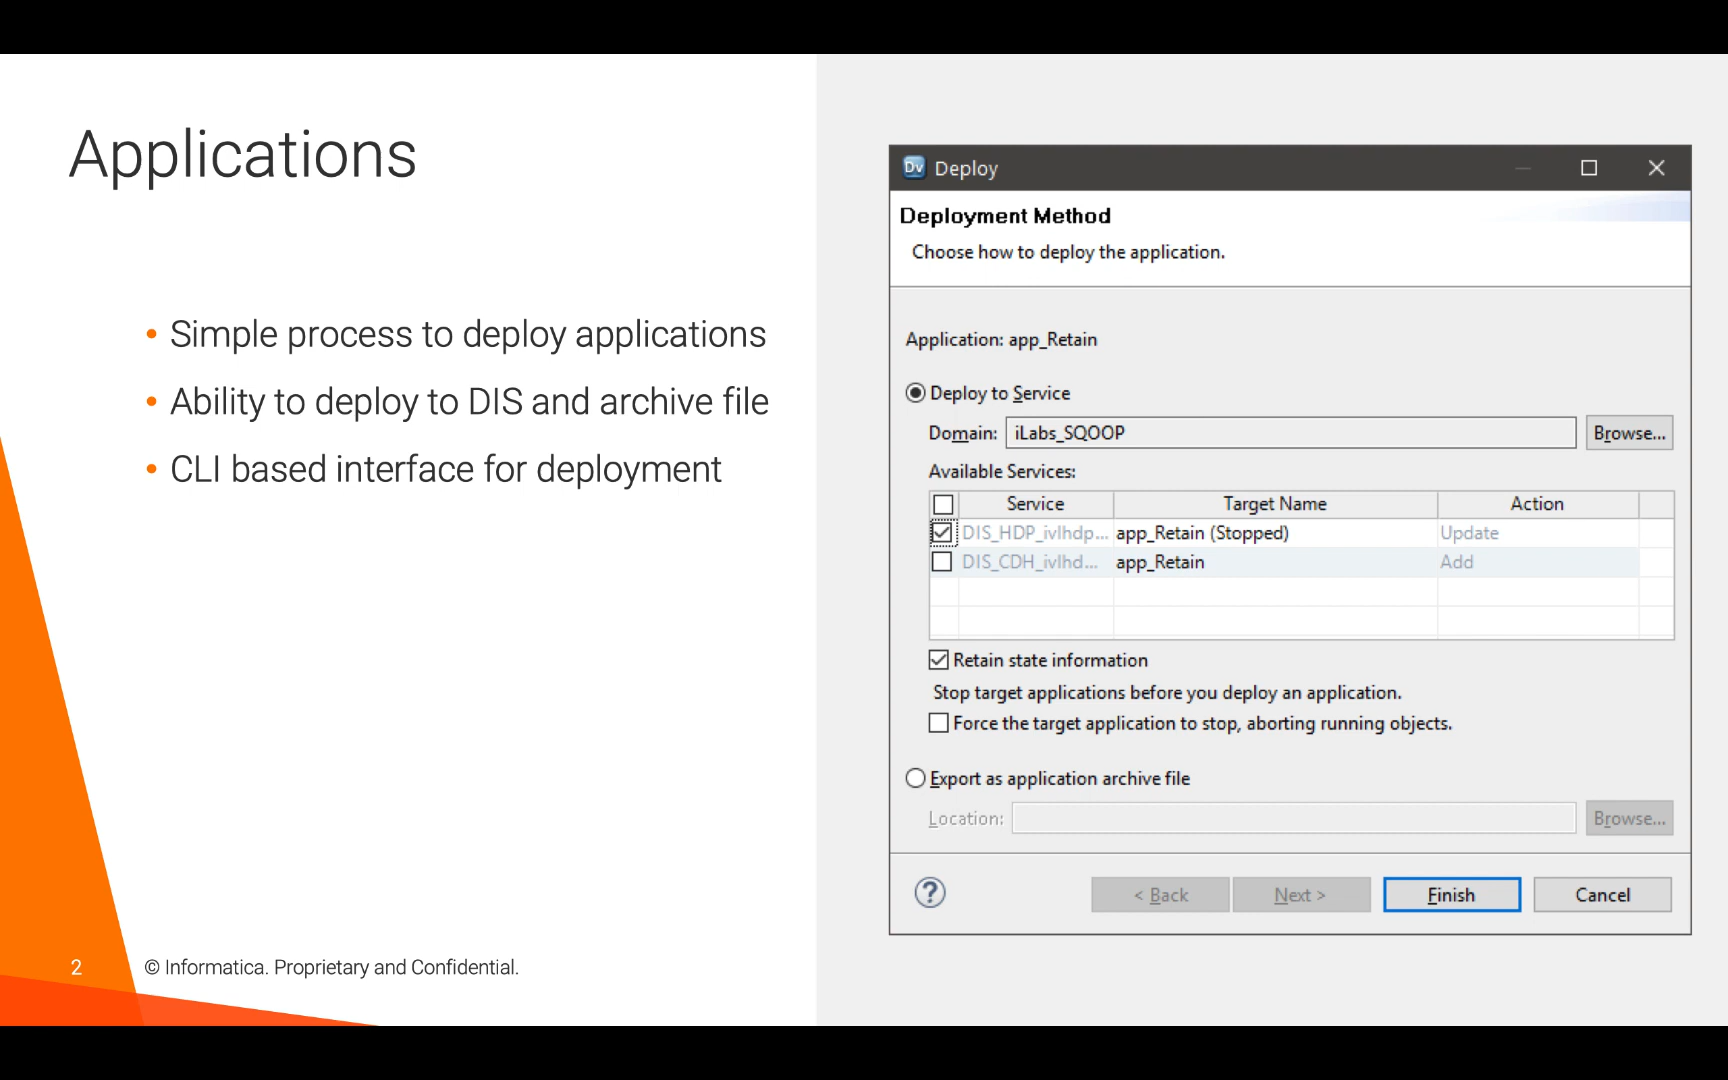 Applications
• Simple process to deploy applications
• Ability to deploy to DIS and archive file
• CLI based interface for deployment
2
© Informatica. Proprietary and Confidential.
Dv Deploy
Deployment Method
Choose how to deploy the application.
Application: app_Retain
Deploy to Service
Domain: iLabs_SQOOP Browse...
Available Services:
Service Target Name Action
DIS_HDP_ivlhdp... app_Retain (Stopped) Update
DIS_CDH_ivlhd... app_Retain Add
Retain state information
Stop target applications before you deploy an application.
Force the target application to stop, aborting running objects.
Export as application archive file
Location: Browse...
? < Back Next > Finish Cancel